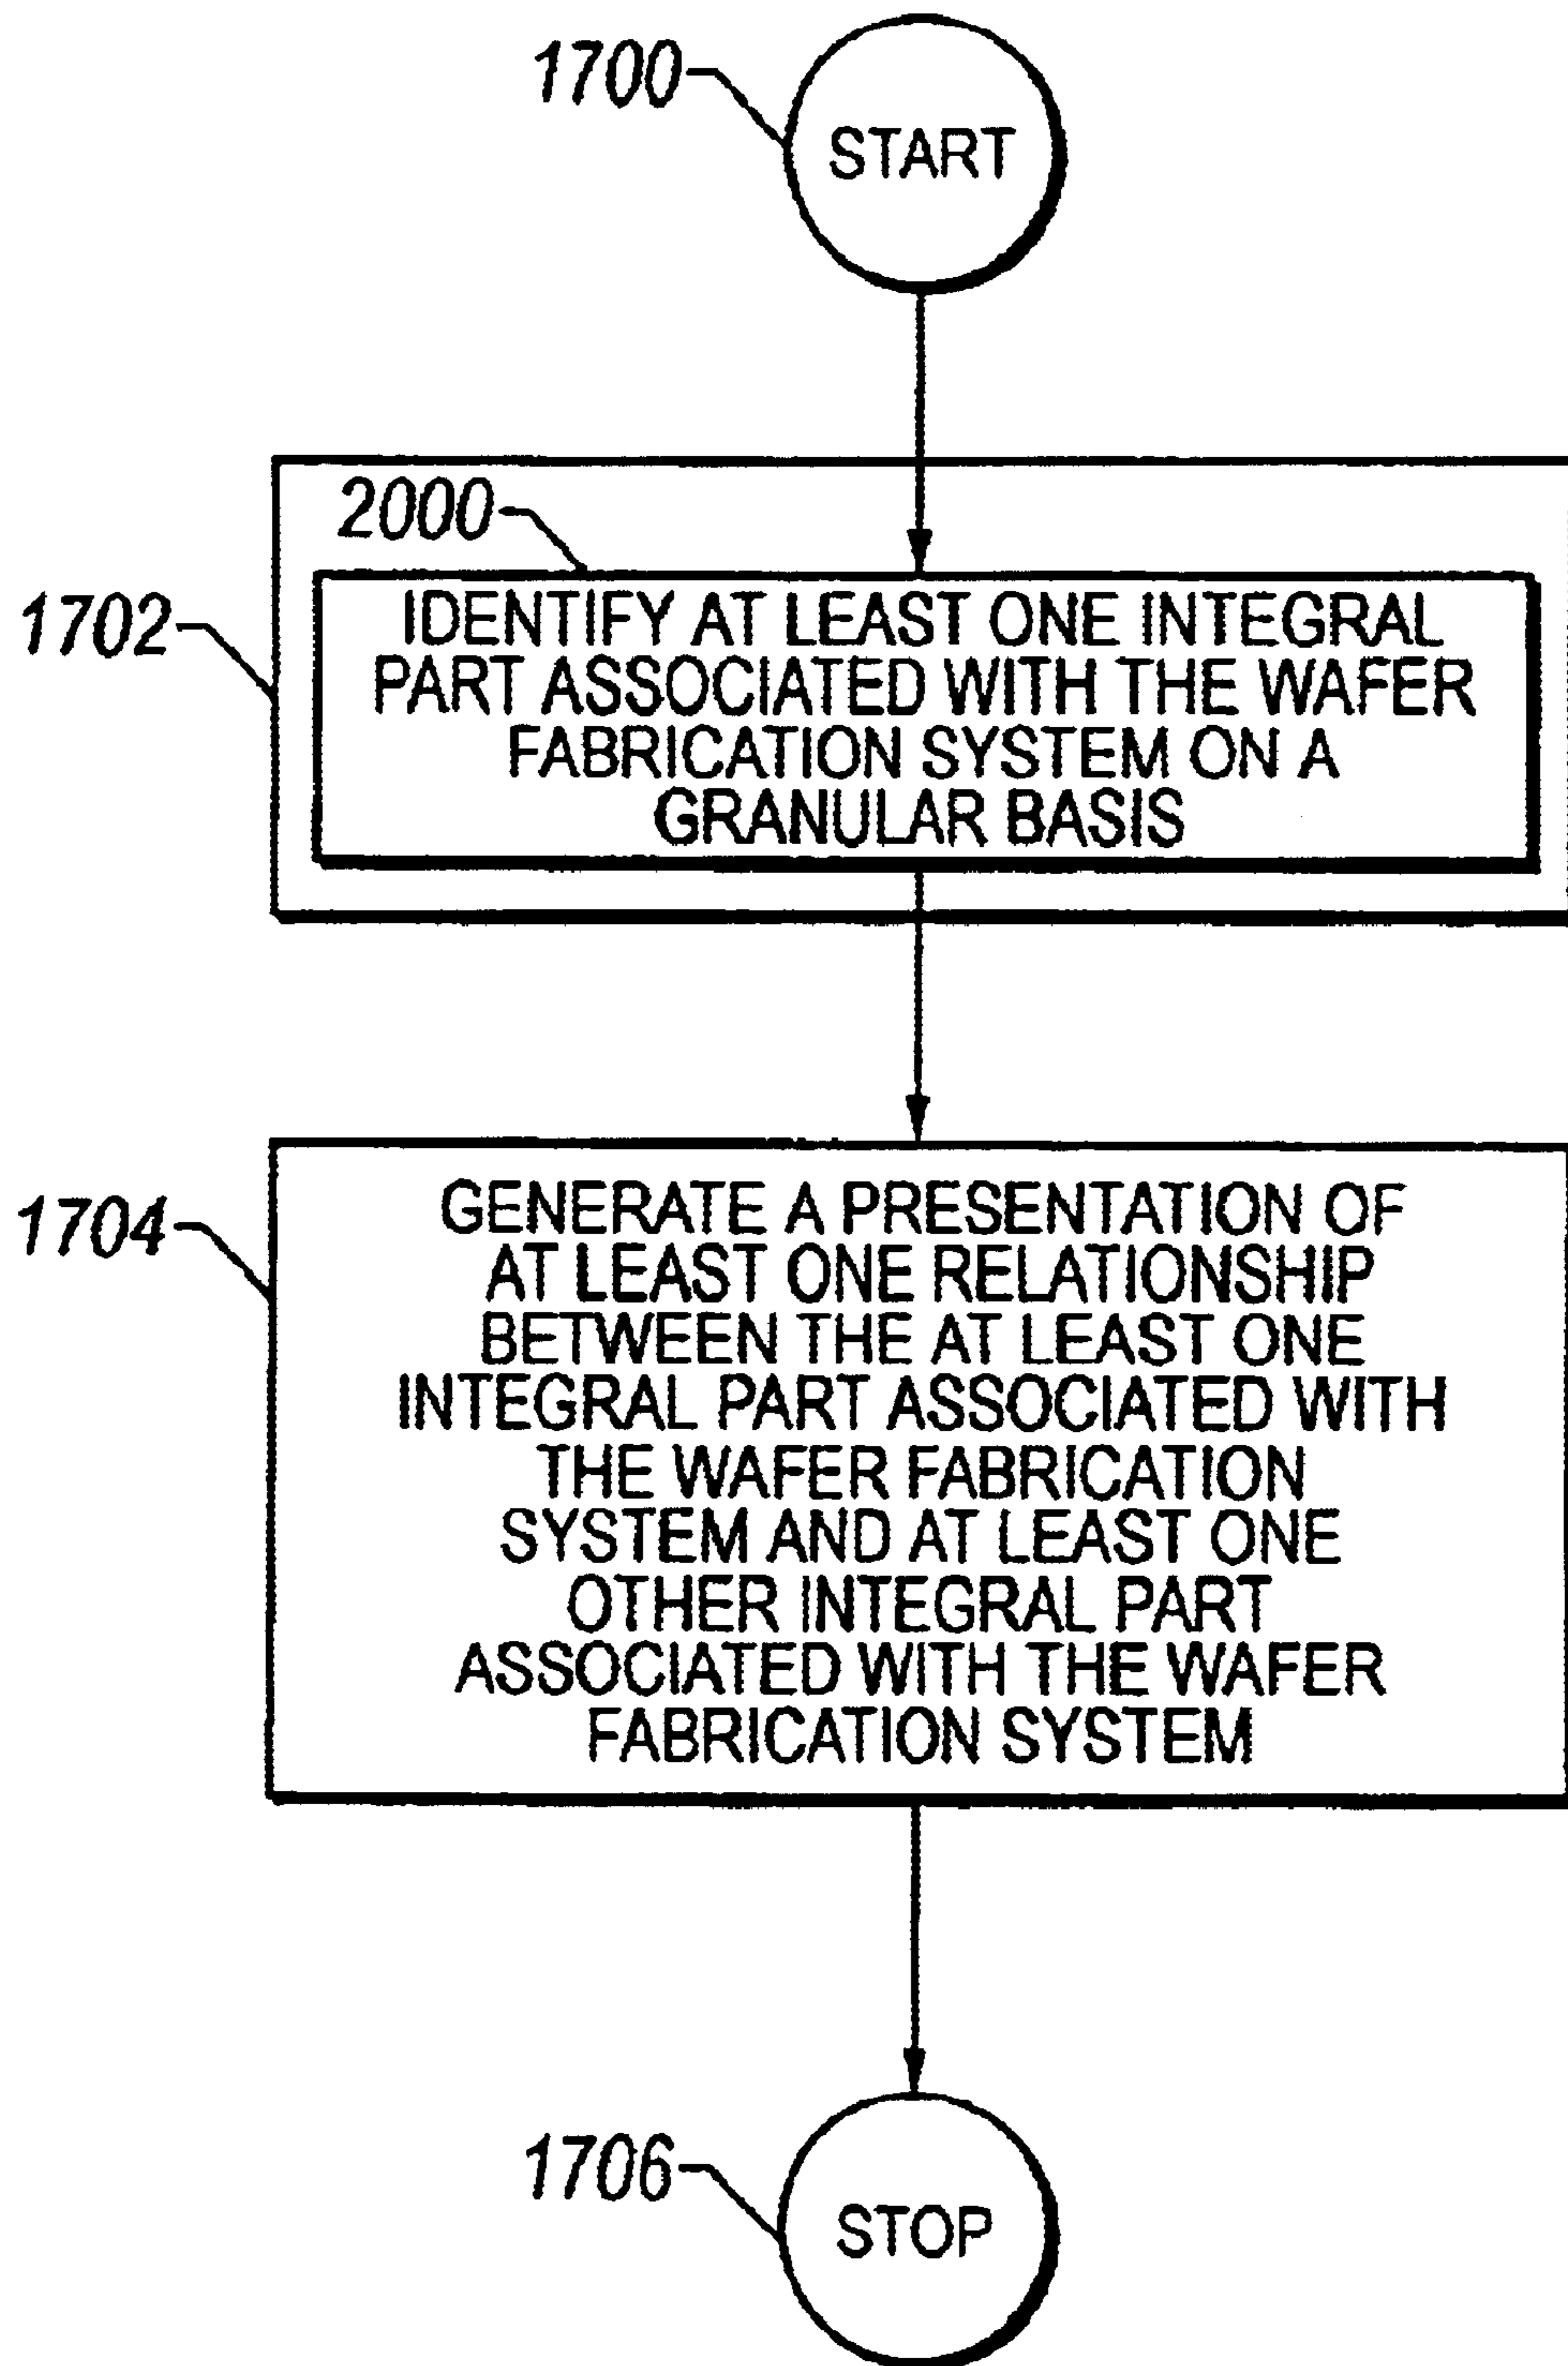 1700
START
2000
1702
IDENTIFY AT LEAST ONE INTEGRAL
PART ASSOCIATED WITH THE WAFER
FABRICATION SYSTEM ON A
GRANULAR BASIS
1704
GENERATE A PRESENTATION OF
AT LEAST ONE RELATIONSHIP
BETWEEN THE AT LEAST ONE
INTEGRAL PART ASSOCIATED WITH
THE WAFER FABRICATION
SYSTEM AND AT LEAST ONE
OTHER INTEGRAL PART
ASSOCIATED WITH THE WAFER
FABRICATION SYSTEM
1706
STOP